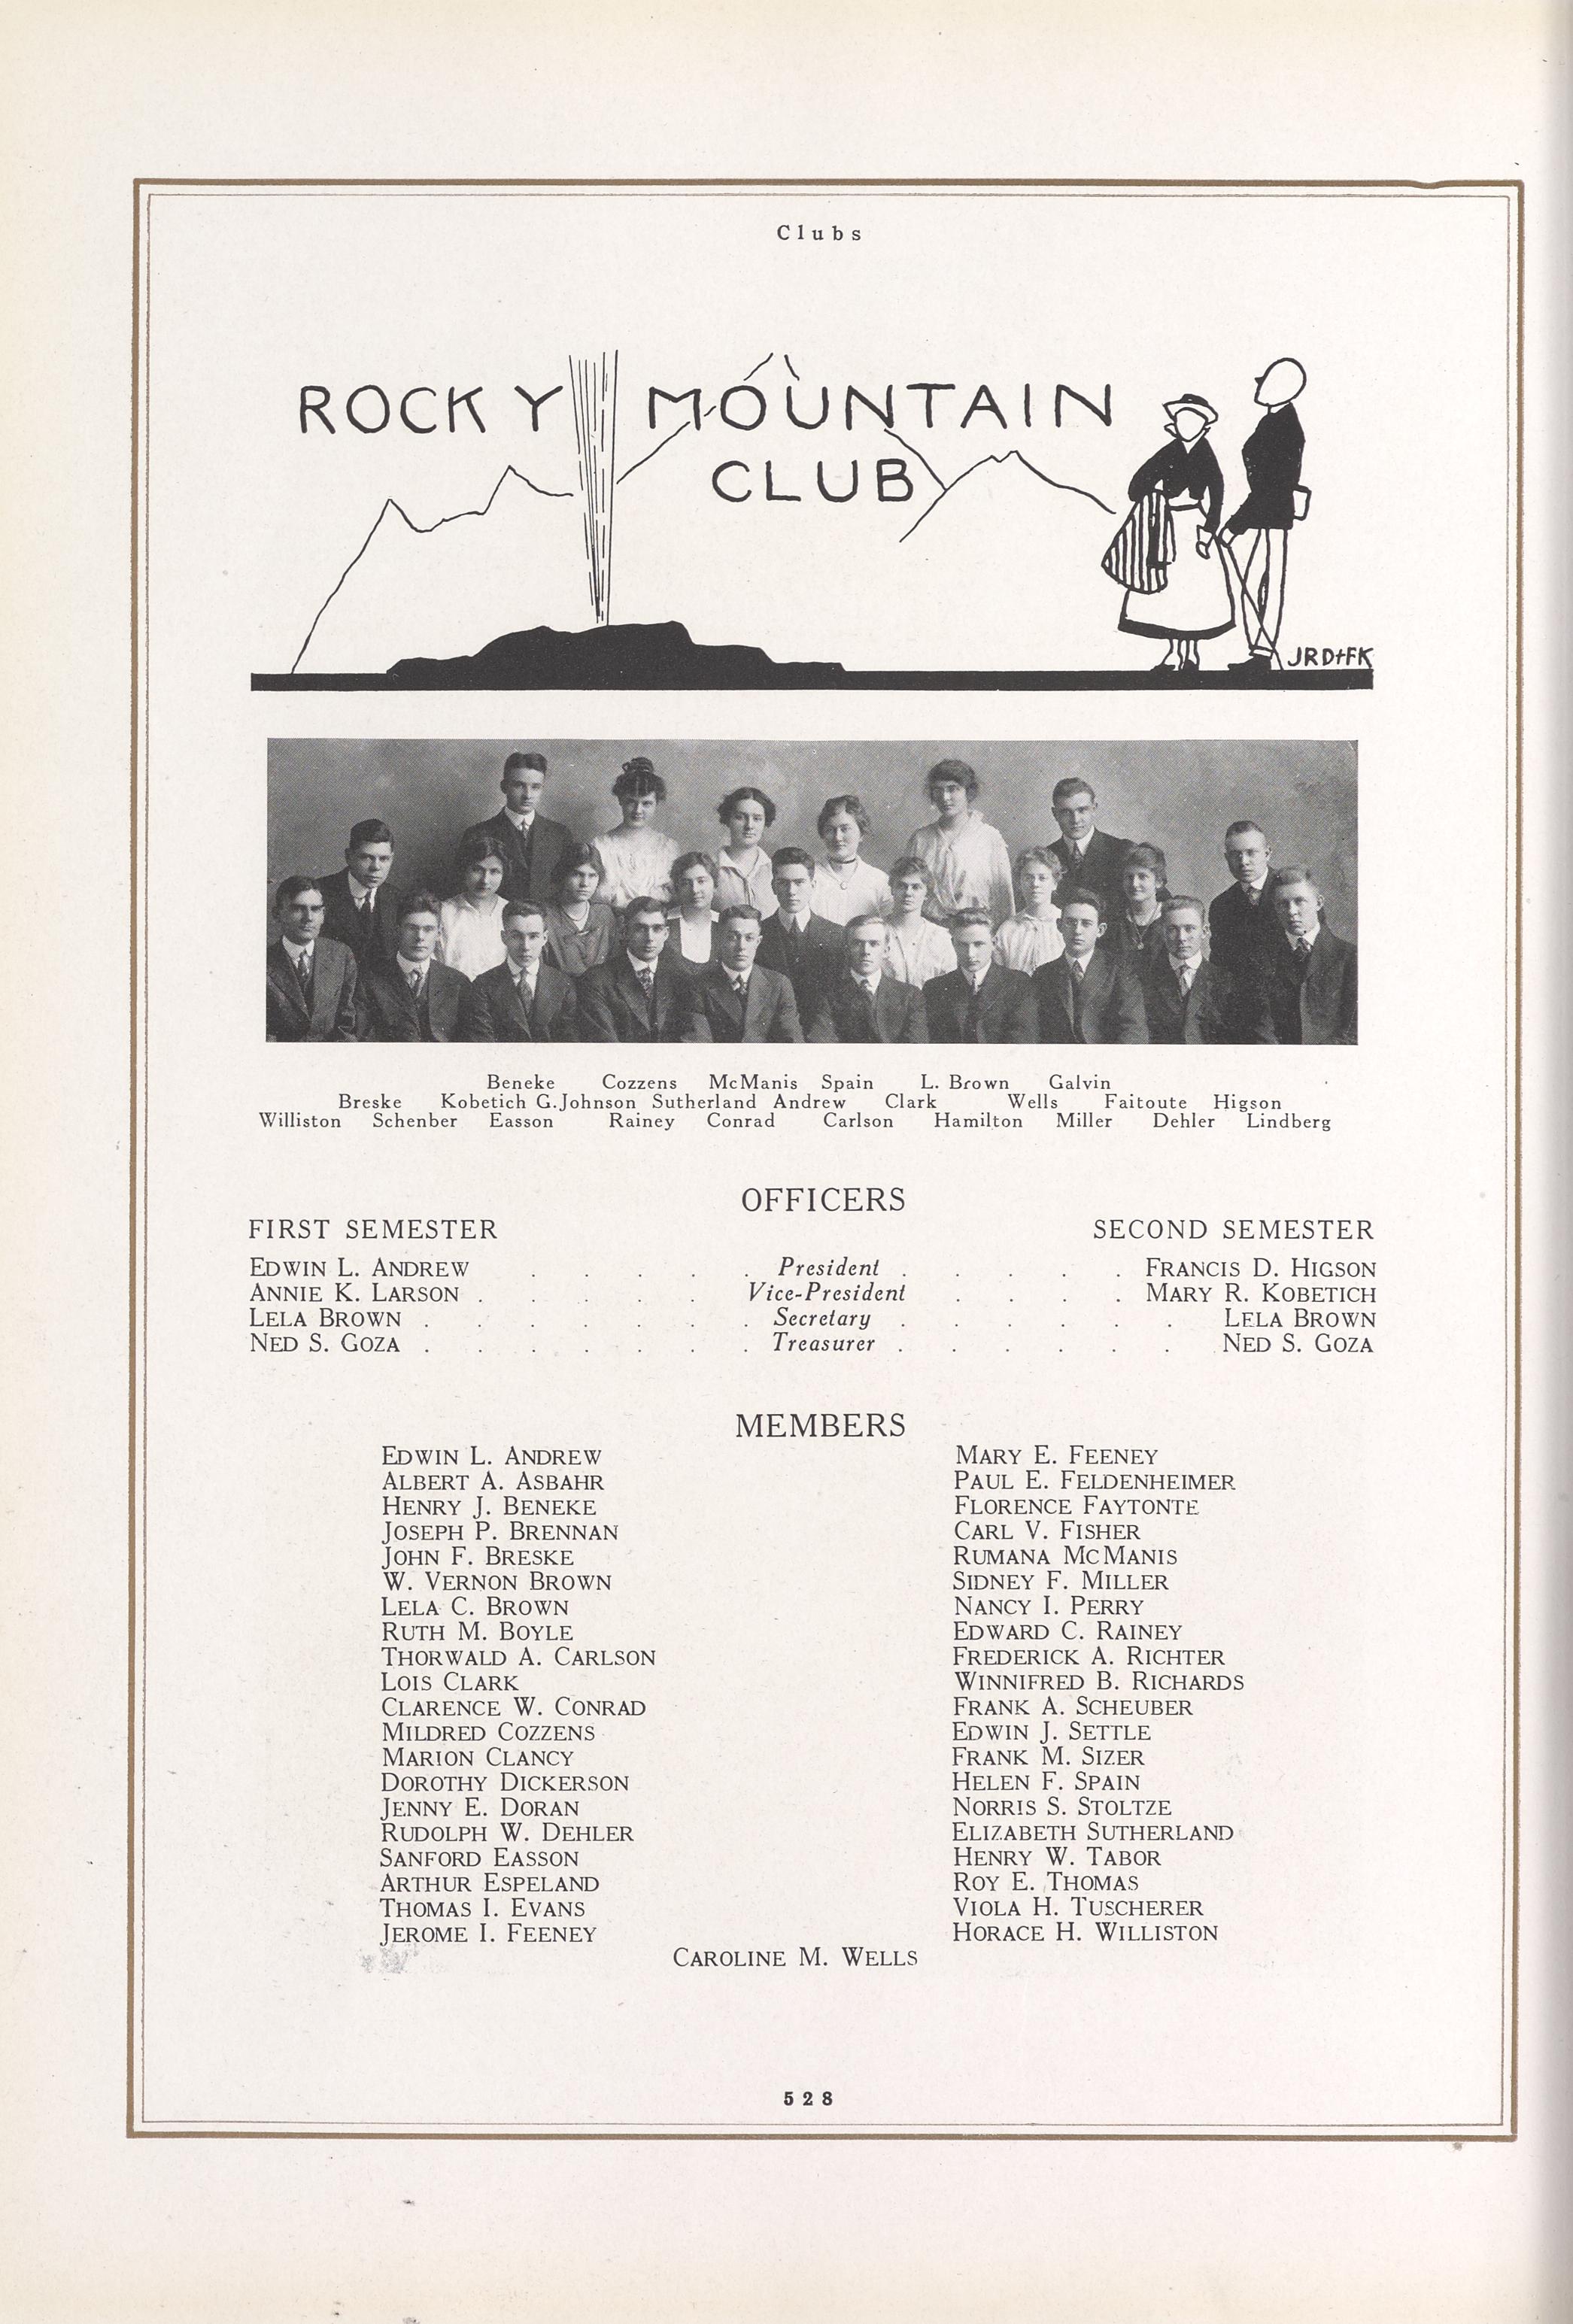 Clubs
ROCKY MOUNTAIN
CLUB
JRD+FK
Beneke Cozzens McManis Spain L. Brown Galvin
Breske Kobetich G. Johnson Sutherland Andrew Clark Wells Faitoute Higson
Williston Schenber Easson Rainey Conrad Carlson Hamilton Miller Dehler Lindberg
OFFICERS
FIRST SEMESTER SECOND SEMESTER
EDWIN L. ANDREW . . . . . President . . . . . FRANCIS D. HIGSON
ANNIE K. LARSON . . . . . Vice-President . . . . MARY R. KOBETICH
LELA BROWN . . . . . . . Secretary . . . . . . LELA BROWN
NED S. GOZA . . . . . . . Treasurer . . . . . . NED S. GOZA
MEMBERS
EDWIN L. ANDREW
ALBERT A. ASBAHR
HENRY J. BENEKE
JOSEPH P. BRENNAN
JOHN F. BRESKE
W. VERNON BROWN
LELA C. BROWN
RUTH M. BOYLE
THORWALD A. CARLSON
LOIS CLARK
CLARENCE W. CONRAD
MILDRED COZZENS
MARION CLANCY
DOROTHY DICKERSON
JENNY E. DORAN
RUDOLPH W. DEHLER
SANFORD EASSON
ARTHUR ESPELAND
THOMAS I. EVANS
JEROME I. FEENEY
MARY E. FEENEY
PAUL E. FELDENHEIMER
FLORENCE FAYTONTE
CARL V. FISHER
RUMANA MCMANIS
SIDNEY F. MILLER
NANCY I. PERRY
EDWARD C. RAINEY
FREDERICK A. RICHTER
WINNIFRED B. RICHARDS
FRANK A. SCHEUBER
EDWIN J. SETTLE
FRANK M. SIZER
HELEN F. SPAIN
NORRIS S. STOLTZE
ELIZABETH SUTHERLAND
HENRY W. TABOR
ROY E. THOMAS
VIOLA H. TUSCHERER
HORACE H. WILLISTON
CAROLINE M. WELLS
528